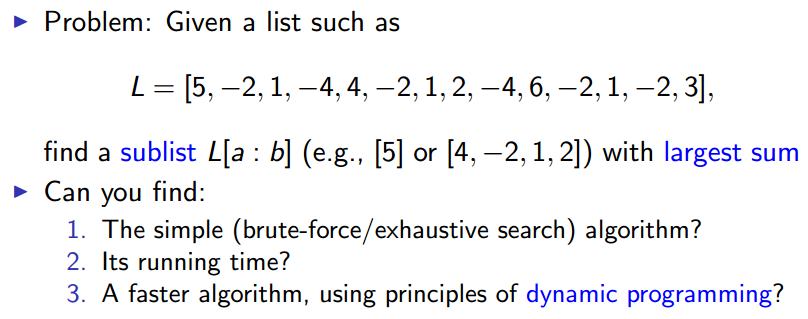 ▶ Problem: Given a list such as
L = [5, −2, 1, −4, 4, −2, 1, 2, −4, 6, −2, 1, −2, 3],
find a sublist L[a : b] (e.g., [5] or [4, −2, 1, 2]) with largest sum
▶ Can you find:
1. The simple (brute-force/exhaustive search) algorithm?
2. Its running time?
3. A faster algorithm, using principles of dynamic programming?